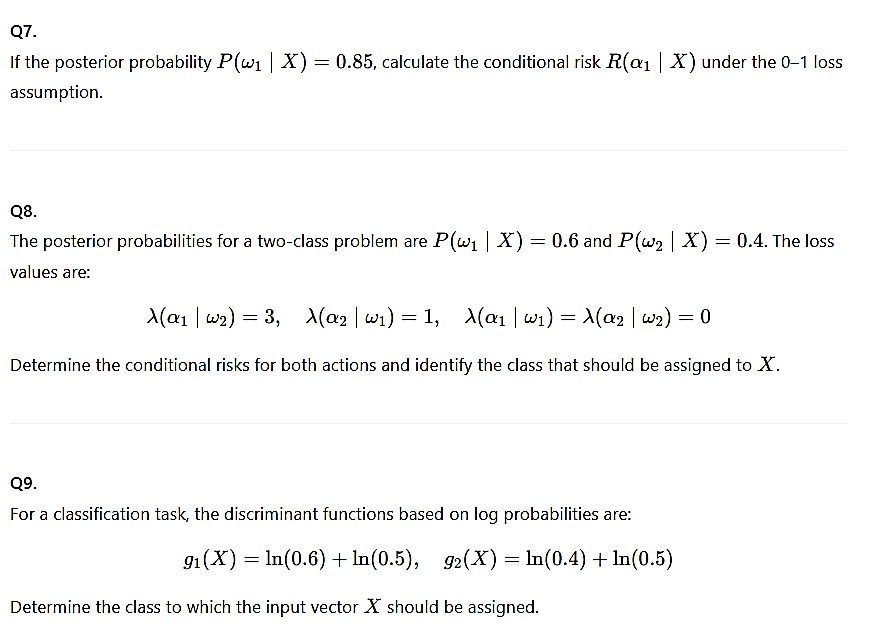 Q7.
If the posterior probability P(ω₁ | X) = 0.85, calculate the conditional risk R(α₁ | X) under the 0–1 loss
assumption.
Q8.
The posterior probabilities for a two-class problem are P(ω₁ | X) = 0.6 and P(ω₂ | X) = 0.4. The loss
values are:
λ(α₁ | ω₂) = 3, λ(α₂ | ω₁) = 1, λ(α₁ | ω₁) = λ(α₂ | ω₂) = 0
Determine the conditional risks for both actions and identify the class that should be assigned to X.
Q9.
For a classification task, the discriminant functions based on log probabilities are:
g₁(X) = ln(0.6) + ln(0.5), g₂(X) = ln(0.4) + ln(0.5)
Determine the class to which the input vector X should be assigned.